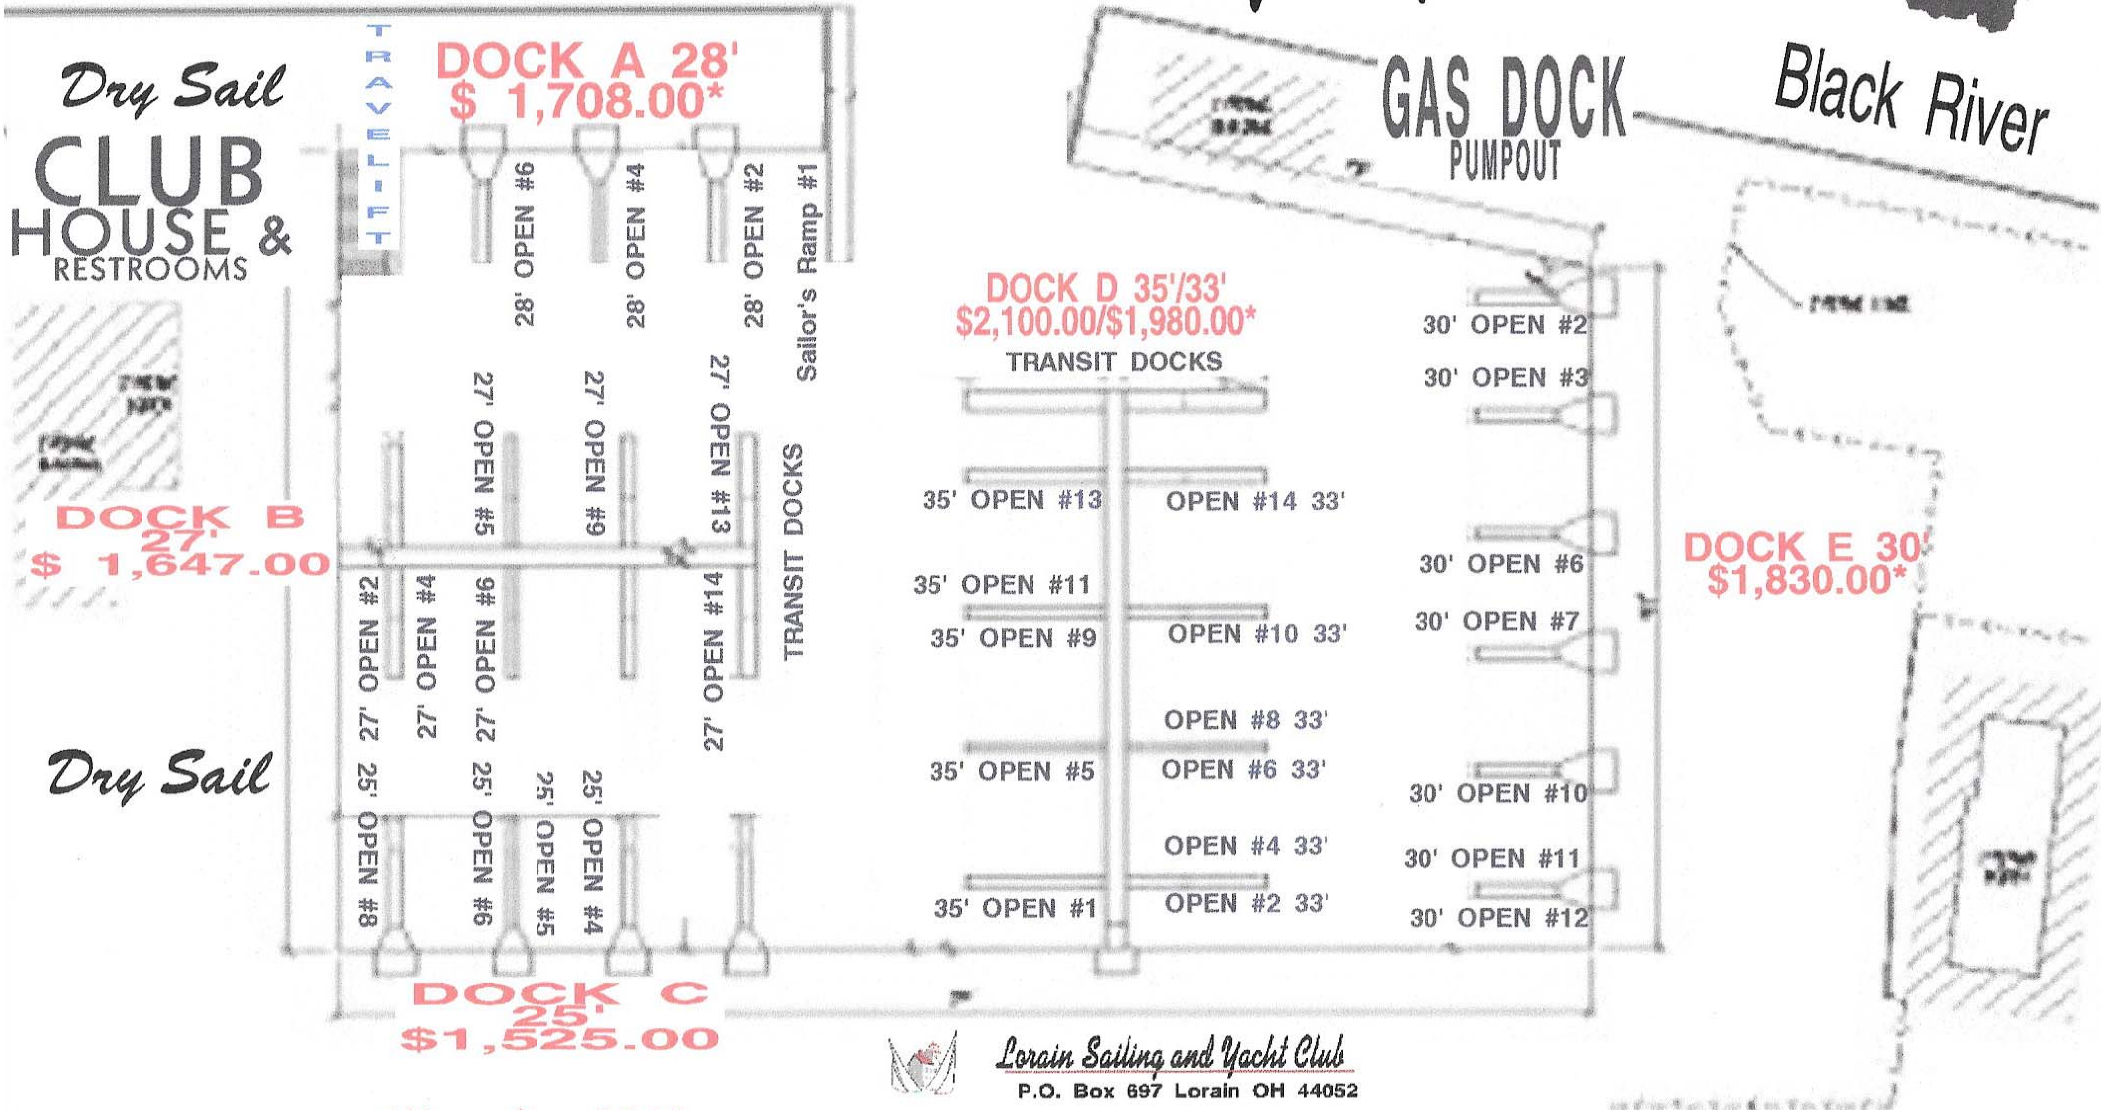 Dry Sail
CLUB
HOUSE &
RESTROOMS
TRAVELIFT
DOCK A 28'
$ 1,708.00*
28' OPEN #6
28' OPEN #4
28' OPEN #2
Sailor's Ramp #1
GAS DOCK
PUMPOUT
Black River
DOCK B
27'
$ 1,647.00
27' OPEN #5
27' OPEN #9
27' OPEN #13
TRANSIT DOCKS
27' OPEN #2
27' OPEN #4
27' OPEN #6
27' OPEN #14
Dry Sail
25' OPEN #8
25' OPEN #6
25' OPEN #5
25' OPEN #4
DOCK C
25'
$1,525.00
DOCK D 35'/33'
$2,100.00/$1,980.00*
TRANSIT DOCKS
35' OPEN #13
OPEN #14 33'
35' OPEN #11
35' OPEN #9
OPEN #10 33'
OPEN #8 33'
35' OPEN #5
OPEN #6 33'
OPEN #4 33'
35' OPEN #1
OPEN #2 33'
30' OPEN #2
30' OPEN #3
30' OPEN #6
30' OPEN #7
30' OPEN #10
30' OPEN #11
30' OPEN #12
DOCK E 30'
$1,830.00*
Lorain Sailing and Yacht Club
P.O. Box 697 Lorain OH 44052